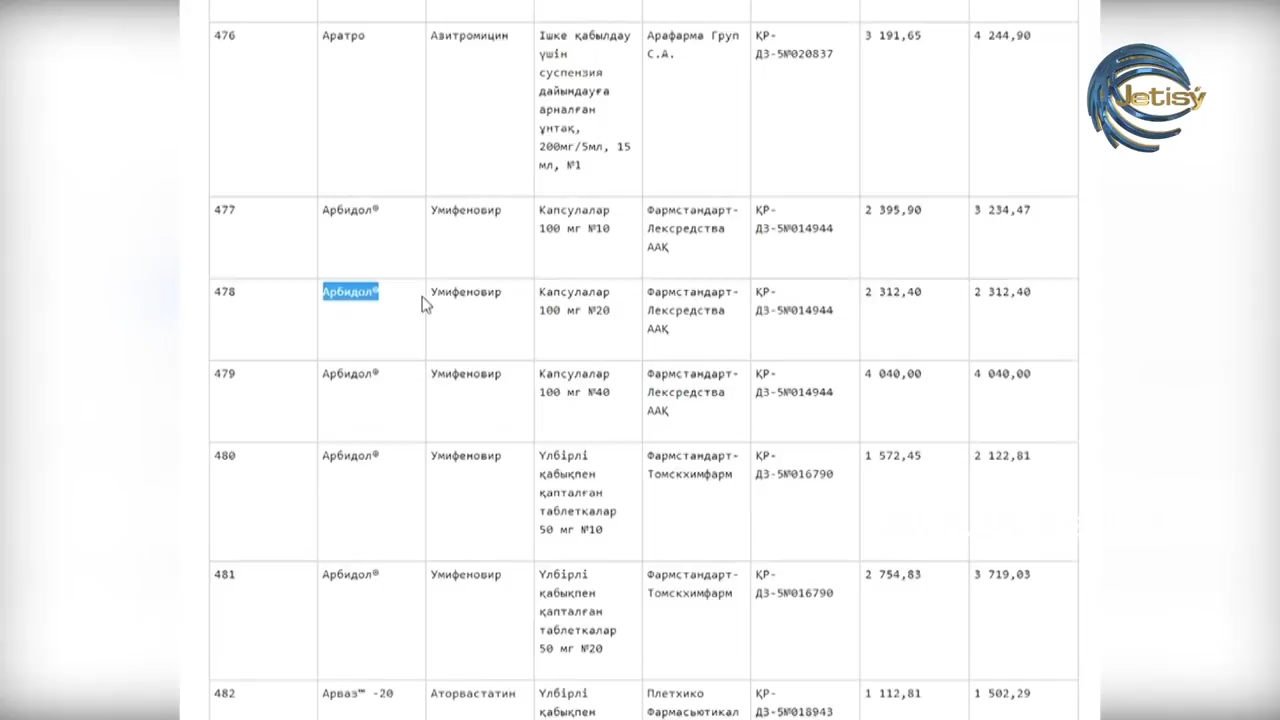 476 Аратро Азитромицин Ішке қабылдау Арафарма Груп ҚР- 3 191,65 4 244,90
үшін С.А. ДЗ-5№020837
суспензия
дайындауға
арналған
ұнтақ,
200мг/5мл, 15
мл, №1
Jetisý
477 Арбидол® Умифеновир Капсулалар Фармстандарт- ҚР- 2 395,90 3 234,47
100 мг №10 Лексредства ДЗ-5№014944
ААҚ
478 Арбидол® Умифеновир Капсулалар Фармстандарт- ҚР- 2 312,40 2 312,40
100 мг №20 Лексредства ДЗ-5№014944
ААҚ
479 Арбидол® Умифеновир Капсулалар Фармстандарт- ҚР- 4 040,00 4 040,00
100 мг №40 Лексредства ДЗ-5№014944
ААҚ
480 Арбидол® Умифеновир Үлбірлі Фармстандарт- ҚР- 1 572,45 2 122,81
қабықпен Томскхимфарм ДЗ-5№016790
қапталған
таблеткалар
50 мг №10
481 Арбидол® Умифеновир Үлбірлі Фармстандарт- ҚР- 2 754,83 3 719,03
қабықпен Томскхимфарм ДЗ-5№016790
қапталған
таблеткалар
50 мг №20
482 Арваз™ -20 Аторвастатин Үлбірлі Плетхико ҚР- 1 112,81 1 502,29
қабықпен Фармасьютикал ДЗ-5№018943